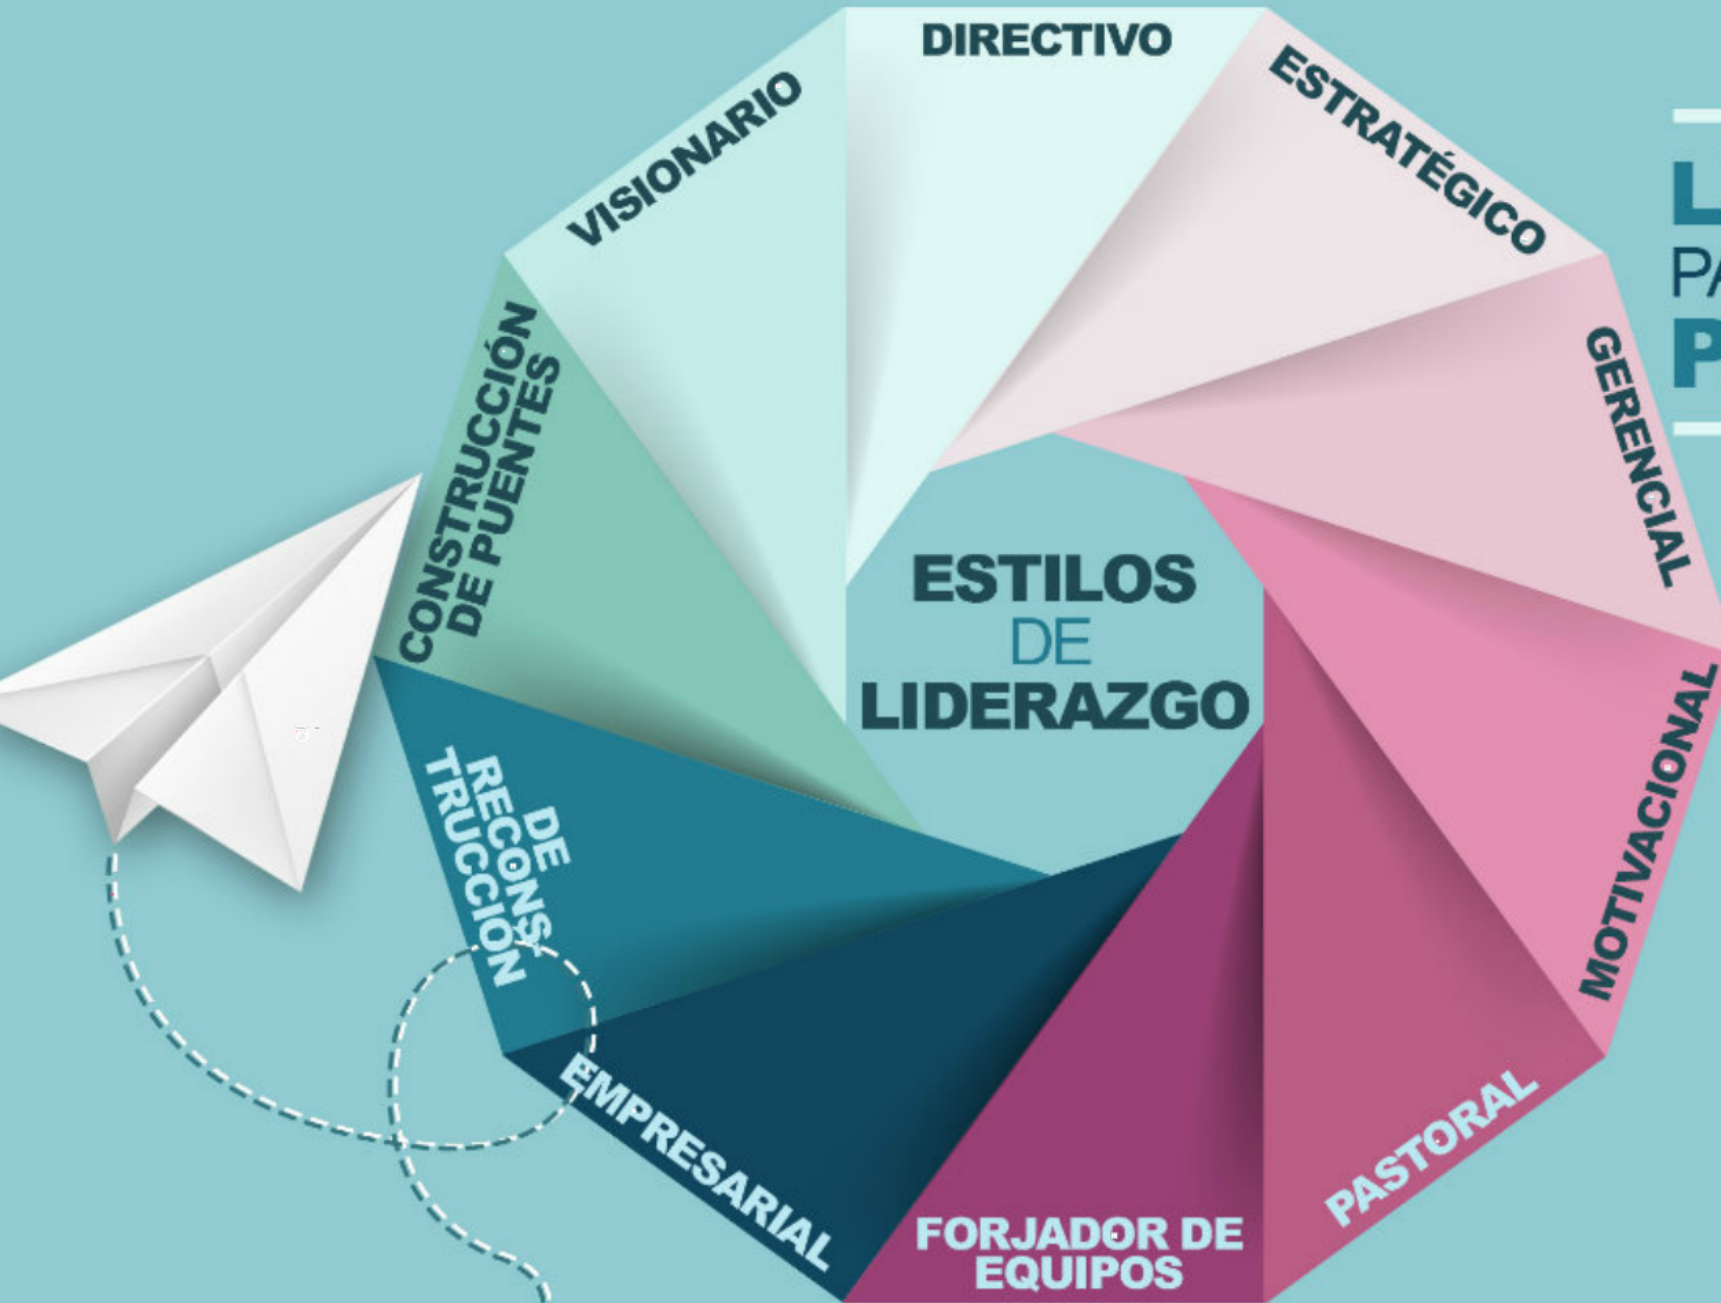 DIRECTIVO
ESTRATÉGICO
GERENCIAL
MOTIVACIONAL
PASTORAL
FORJADOR DE
EQUIPOS
EMPRESARIAL
DE
RECONS-
TRUCCIÓN
CONSTRUCCIÓN
DE PUENTES
VISIONARIO
ESTILOS
DE
LIDERAZGO